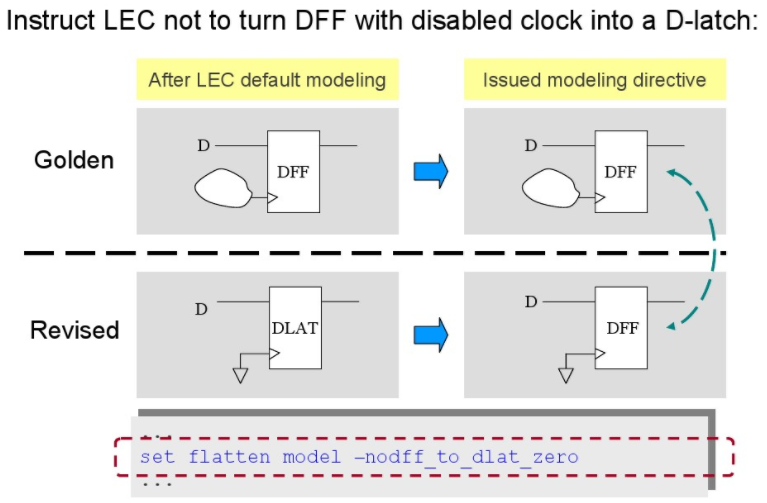 Instruct LEC not to turn DFF with disabled clock into a D-latch:
After LEC default modeling
Issued modeling directive
Golden
D
DFF
D
DFF
Revised
D
DLAT
D
DFF
...
set flatten model –nodff_to_dlat_zero
...